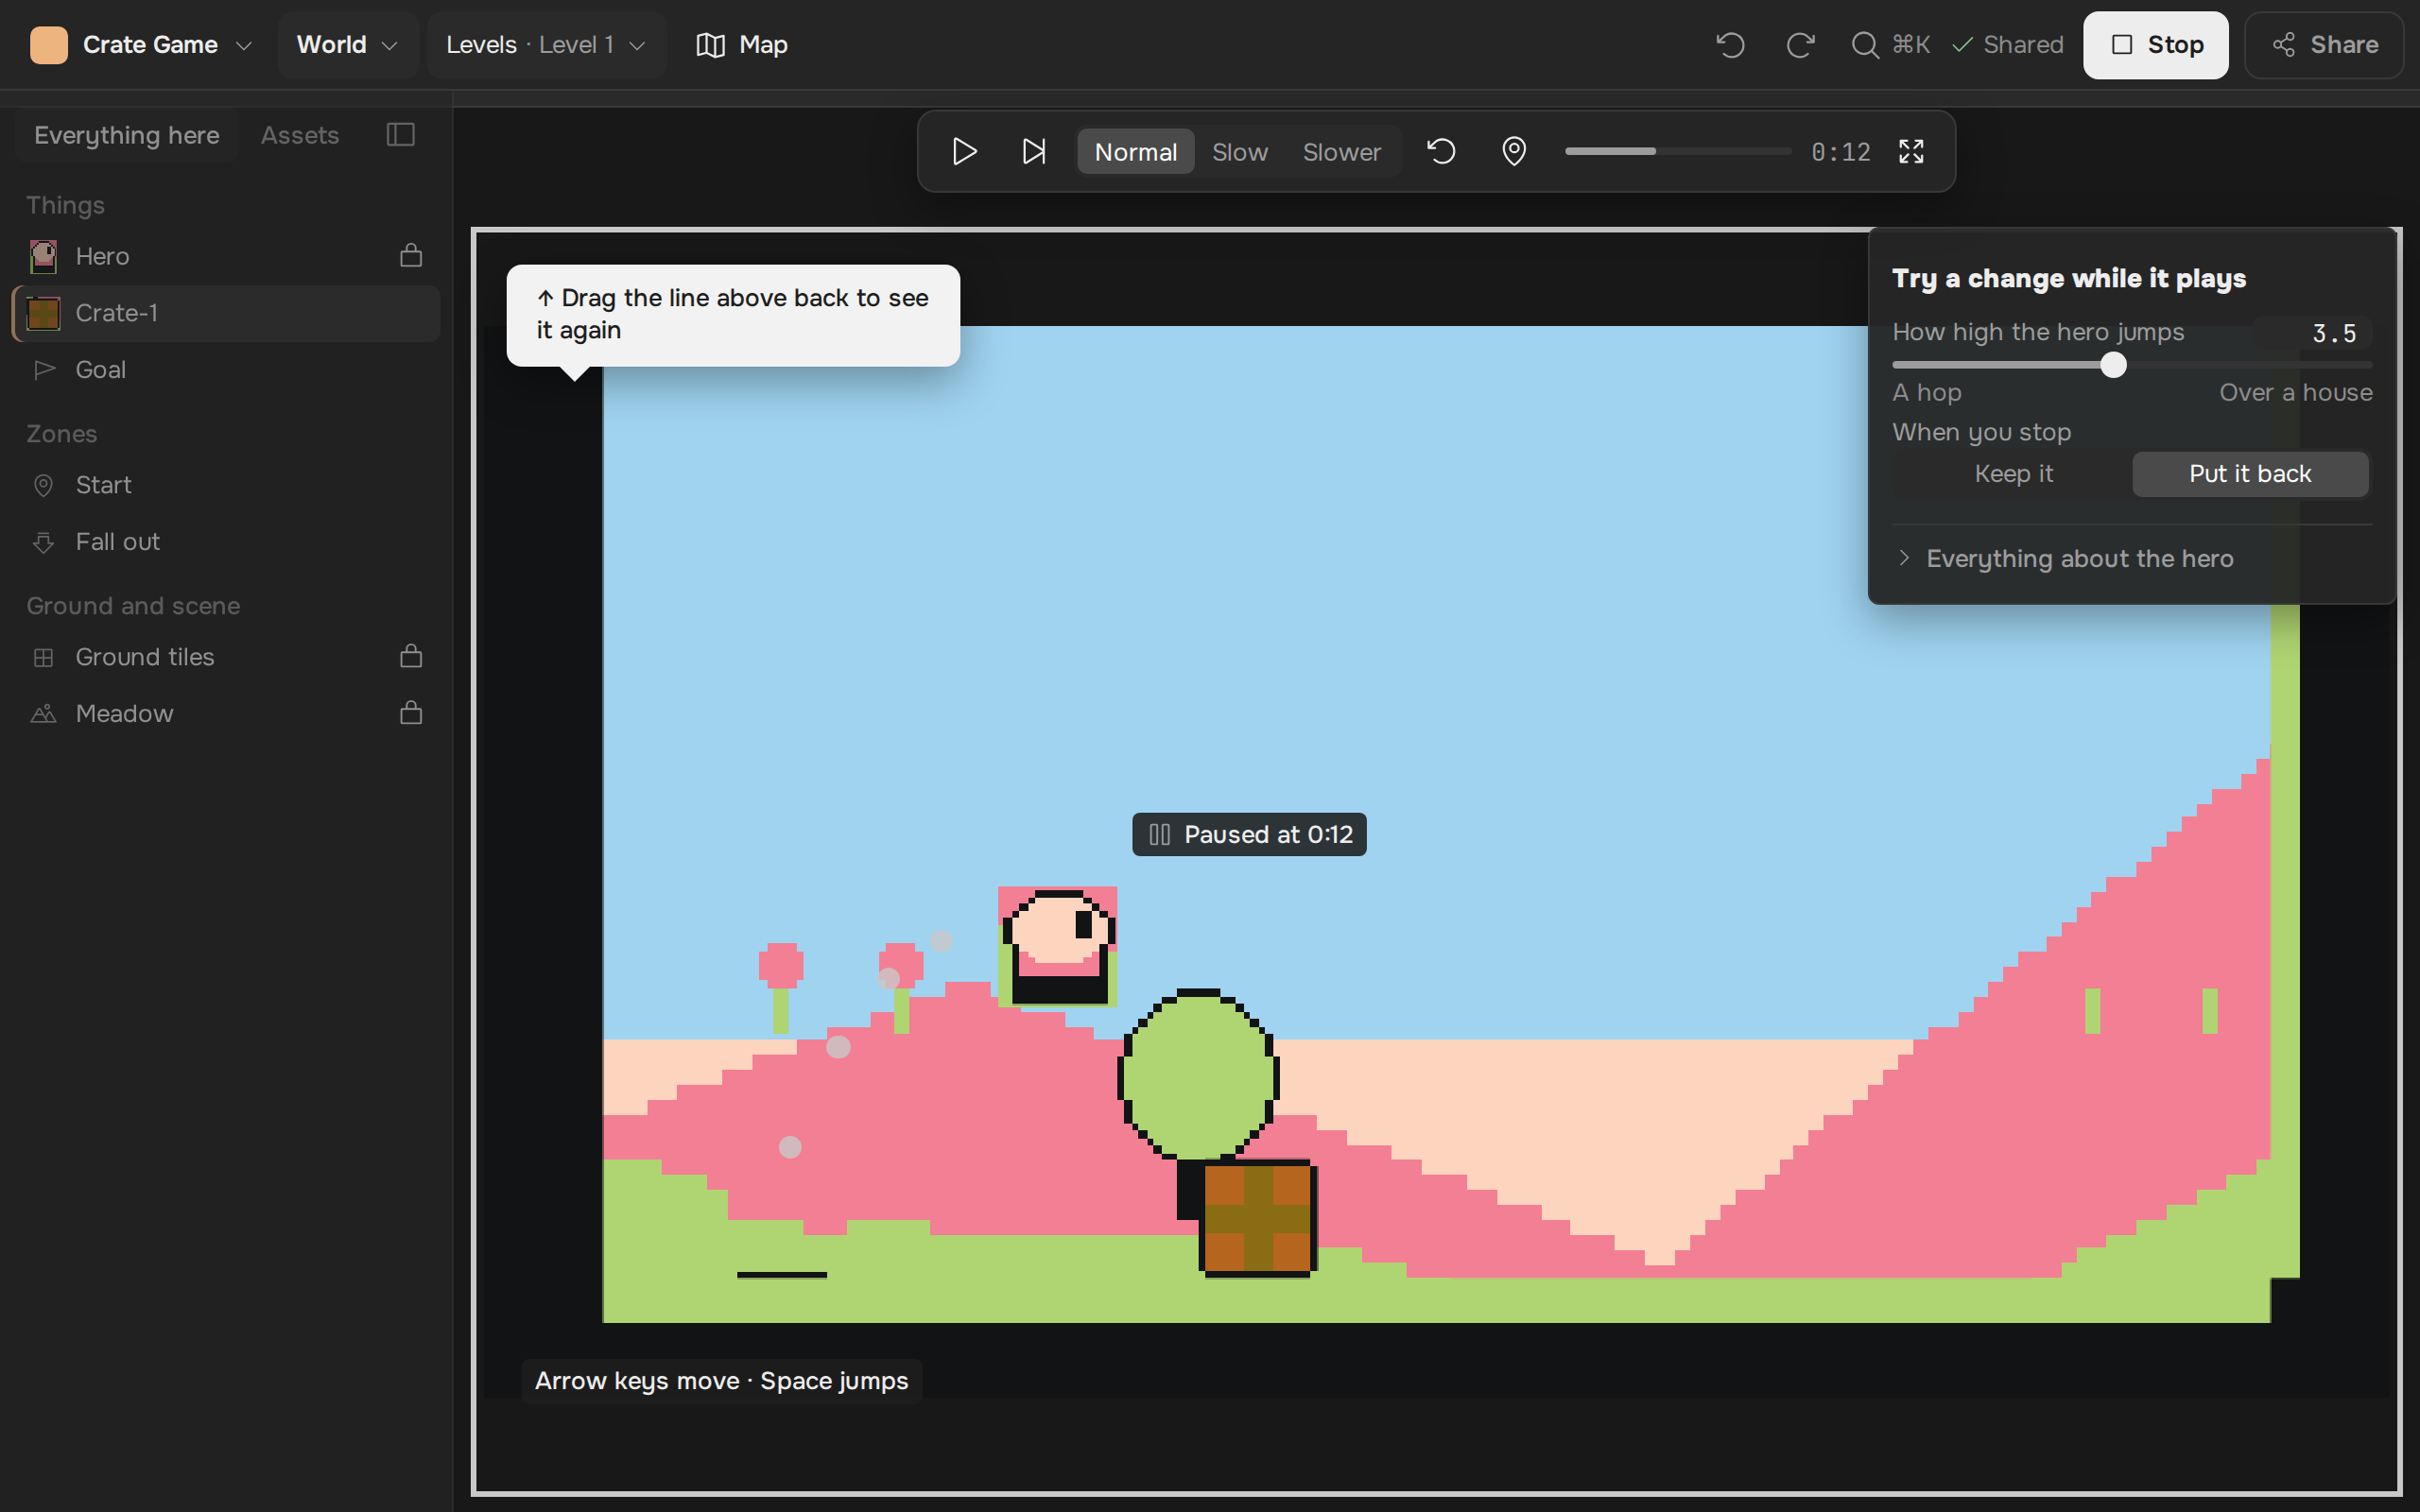 Crate Game
World
Levels · Level 1
Map
⌘K
Shared
Stop
Share
Everything here
Assets
Normal
Slow
Slower
0:12
Things
Hero
Crate-1
Goal
Zones
Start
Fall out
Ground and scene
Ground tiles
Meadow
↑ Drag the line above back to see
it again
Try a change while it plays
How high the hero jumps
3.5
A hop
Over a house
When you stop
Keep it
Put it back
Everything about the hero
Paused at 0:12
Arrow keys move · Space jumps